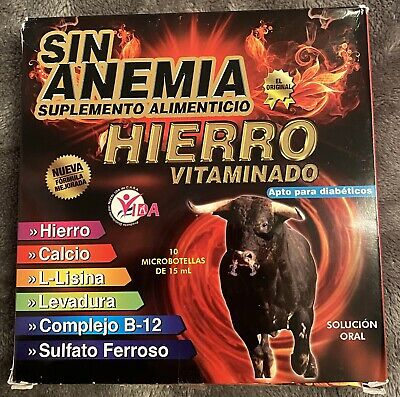 SIN
ANEMIA
SUPLEMENTO ALIMENTICIO
EL
ORIGINAL
HIERRO
VITAMINADO
Apto para diabéticos
NUEVA
FÓRMULA
MEJORADA
»Hierro
»Calcio
»L-Lisina
»Levadura
»Complejo B-12
»Sulfato Ferroso
10
MICROBOTELLAS
DE 15 mL
SOLUCIÓN
ORAL